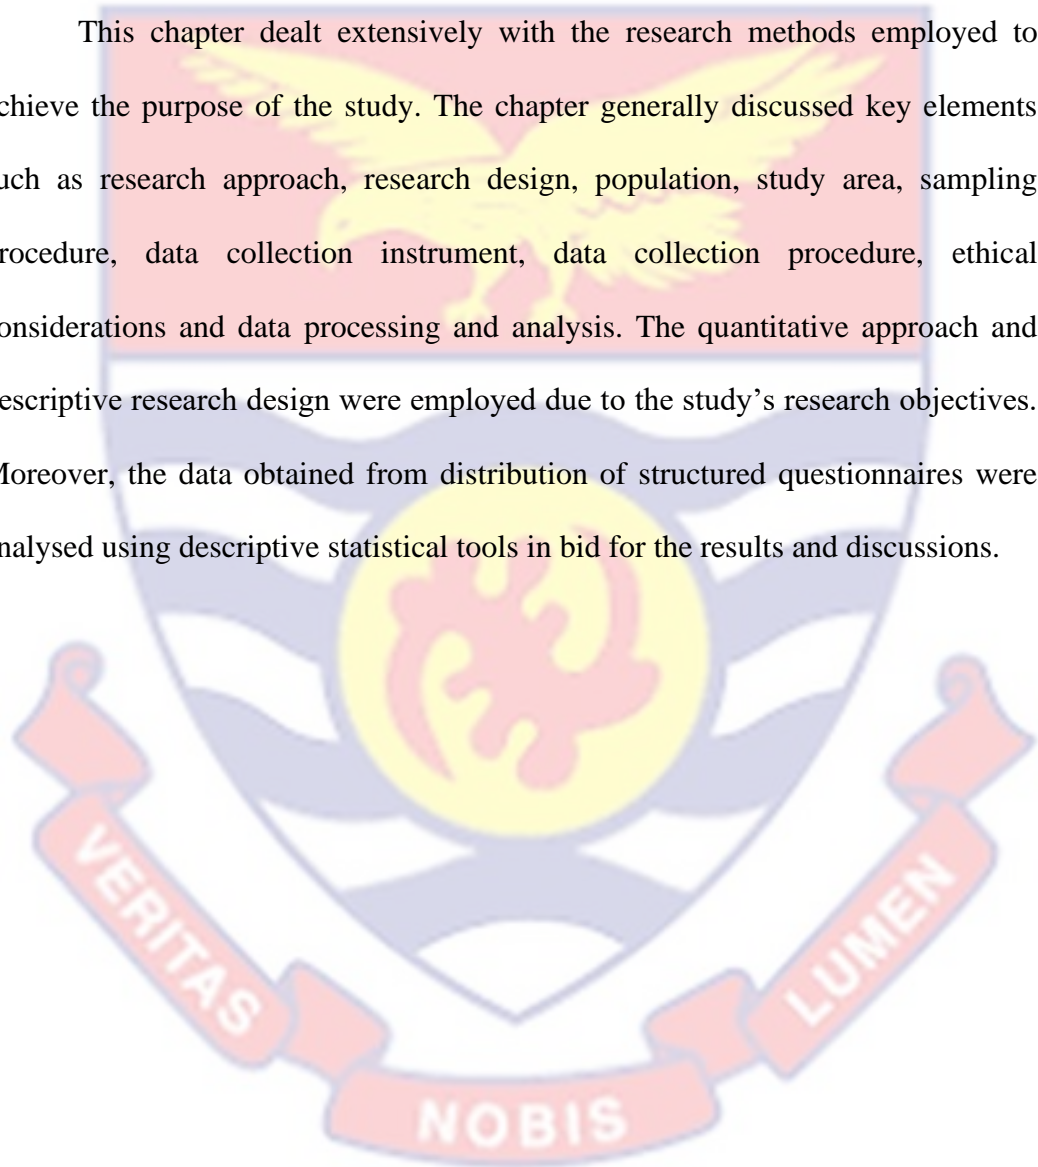 This chapter dealt extensively with the research methods employed to
chieve the purpose of the study. The chapter generally discussed key elements
uch as research approach, research design, population, study area, sampling
rocedure, data collection instrument, data collection procedure, ethical
onsiderations and data processing and analysis. The quantitative approach and
escriptive research design were employed due to the study’s research objectives.
Moreover, the data obtained from distribution of structured questionnaires were
nalysed using descriptive statistical tools in bid for the results and discussions.
VERITAS
NOBIS
LUMEN